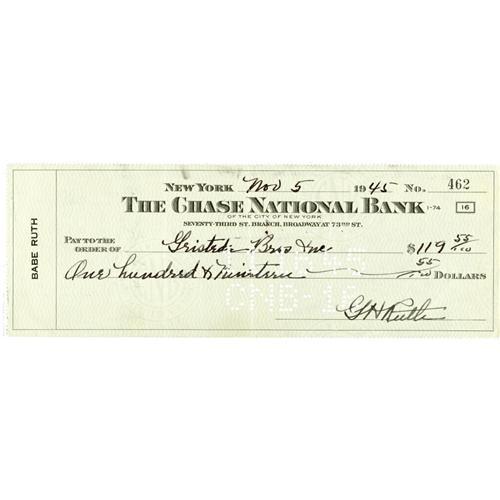 NEW YORK Nov 5 1945 No. 462
THE CHASE NATIONAL BANK 1-74 16
OF THE CITY OF NEW YORK
SEVENTY-THIRD ST. BRANCH, BROADWAY AT 73RD ST.
PAY TO THE
ORDER OF Gristede Bros Inc. $119 55/100
One hundred & Nineteen 55/100 DOLLARS
GHRuth
BABE RUTH